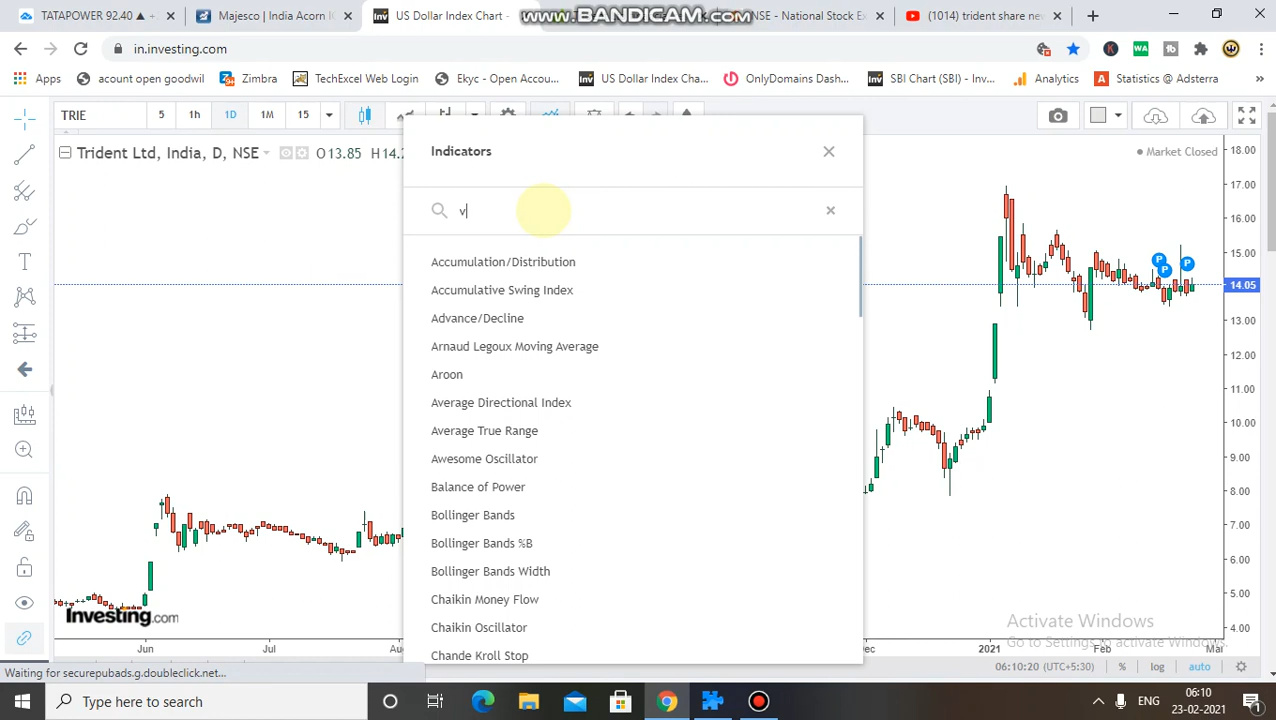 TATAPOWER 92.40 ▲
Majesco | India Acorn IC
US Dollar Index Chart -
www.BANDICAM.com
NSE - National Stock Ex
(1014) trident share ne
in.investing.com
Apps
acount open goodwil
Zimbra
TechExcel Web Login
Ekyc - Open Accou...
US Dollar Index Cha...
OnlyDomains Dash...
SBI Chart (SBI) - Inv...
Analytics
Statistics @ Adsterra
»
TRIE
5
1h
1D
1M
15
Trident Ltd, India, D, NSE
O13.85
Market Closed
Indicators
v
Accumulation/Distribution
Accumulative Swing Index
Advance/Decline
Arnaud Legoux Moving Average
Aroon
Average Directional Index
Average True Range
Awesome Oscillator
Balance of Power
Bollinger Bands
Bollinger Bands %B
Bollinger Bands Width
Chaikin Money Flow
Chaikin Oscillator
Chande Kroll Stop
18.00
17.00
16.00
15.00
14.05
13.00
12.00
11.00
10.00
9.00
8.00
7.00
6.00
5.00
4.00
P
P
P
Investing.com
Jun
Jul
2021
Feb
Activate Windows
Go to Settings to activate Windows.
06:10:20 (UTC+5:30)
%
log
auto
Waiting for securepubads.g.doubleclick.net...
Type here to search
ENG
06:10
23-02-2021
1